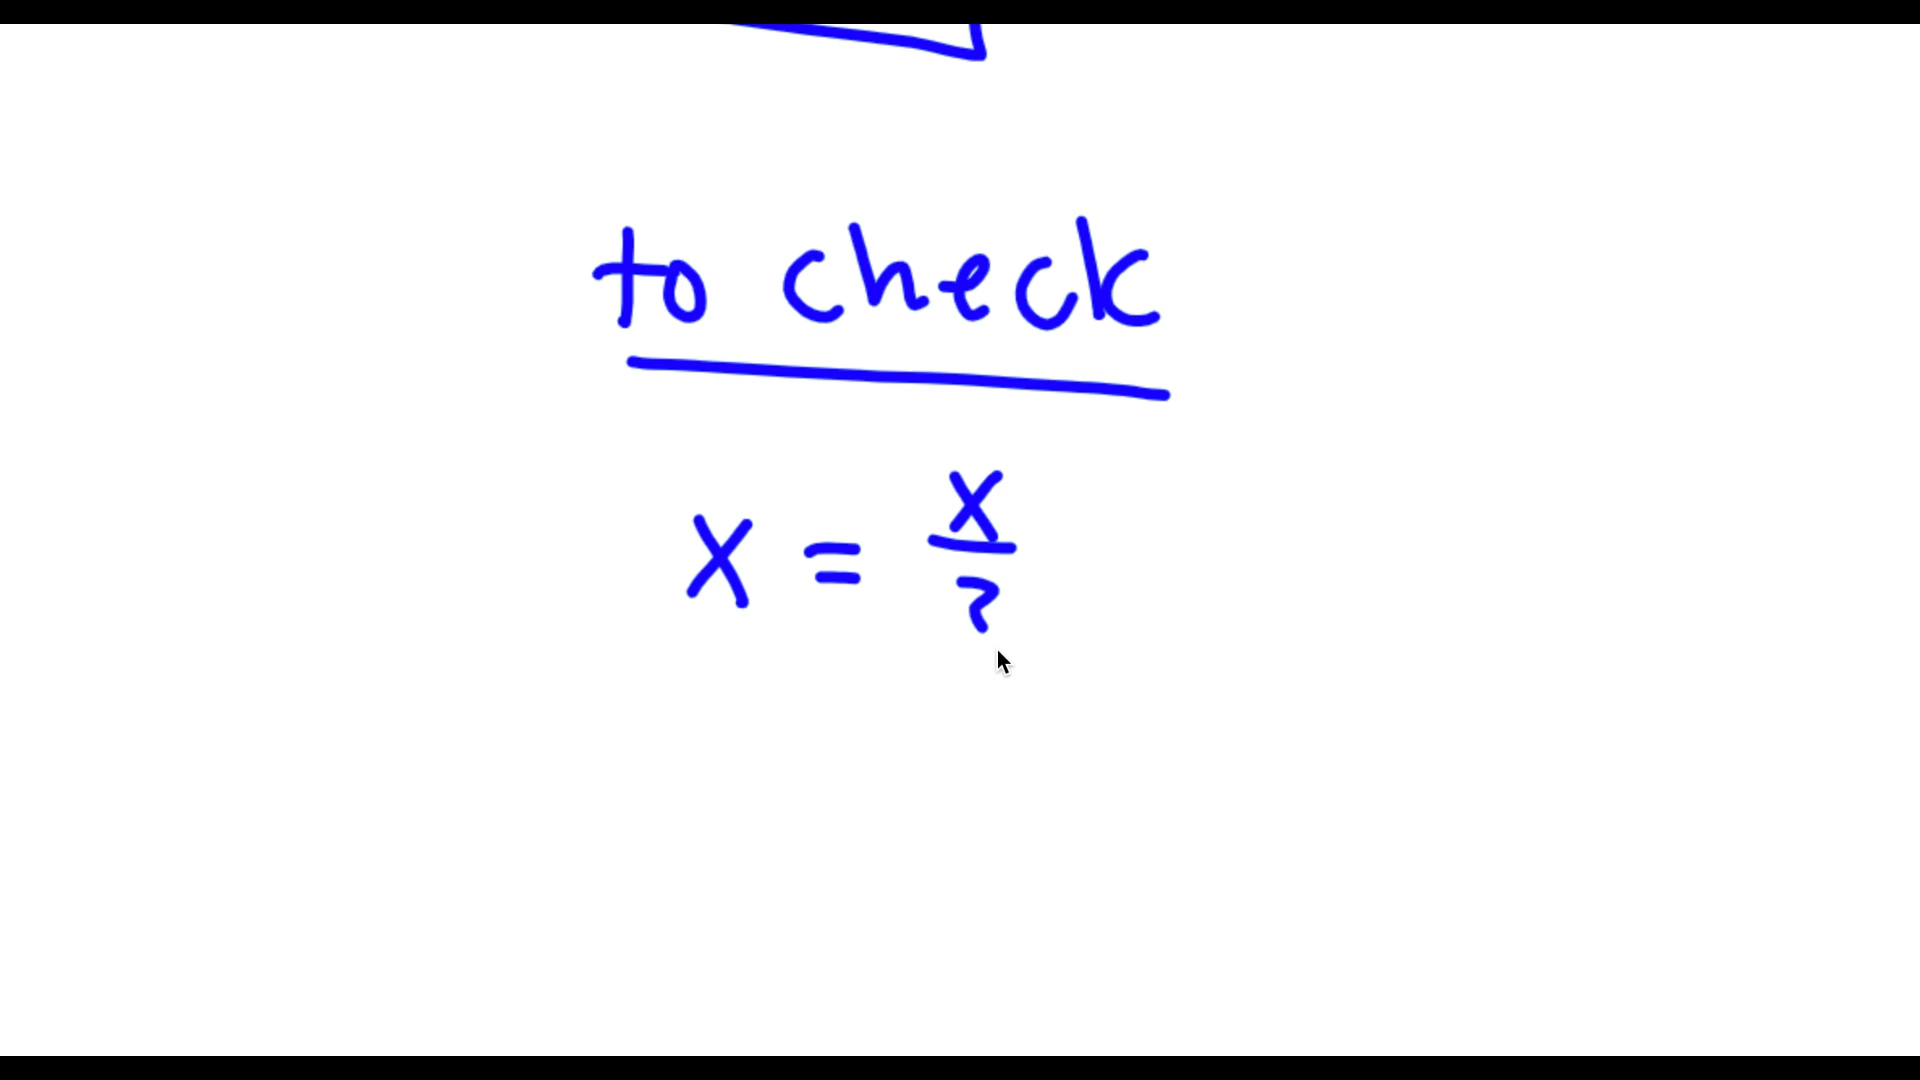 to check
x = x/?